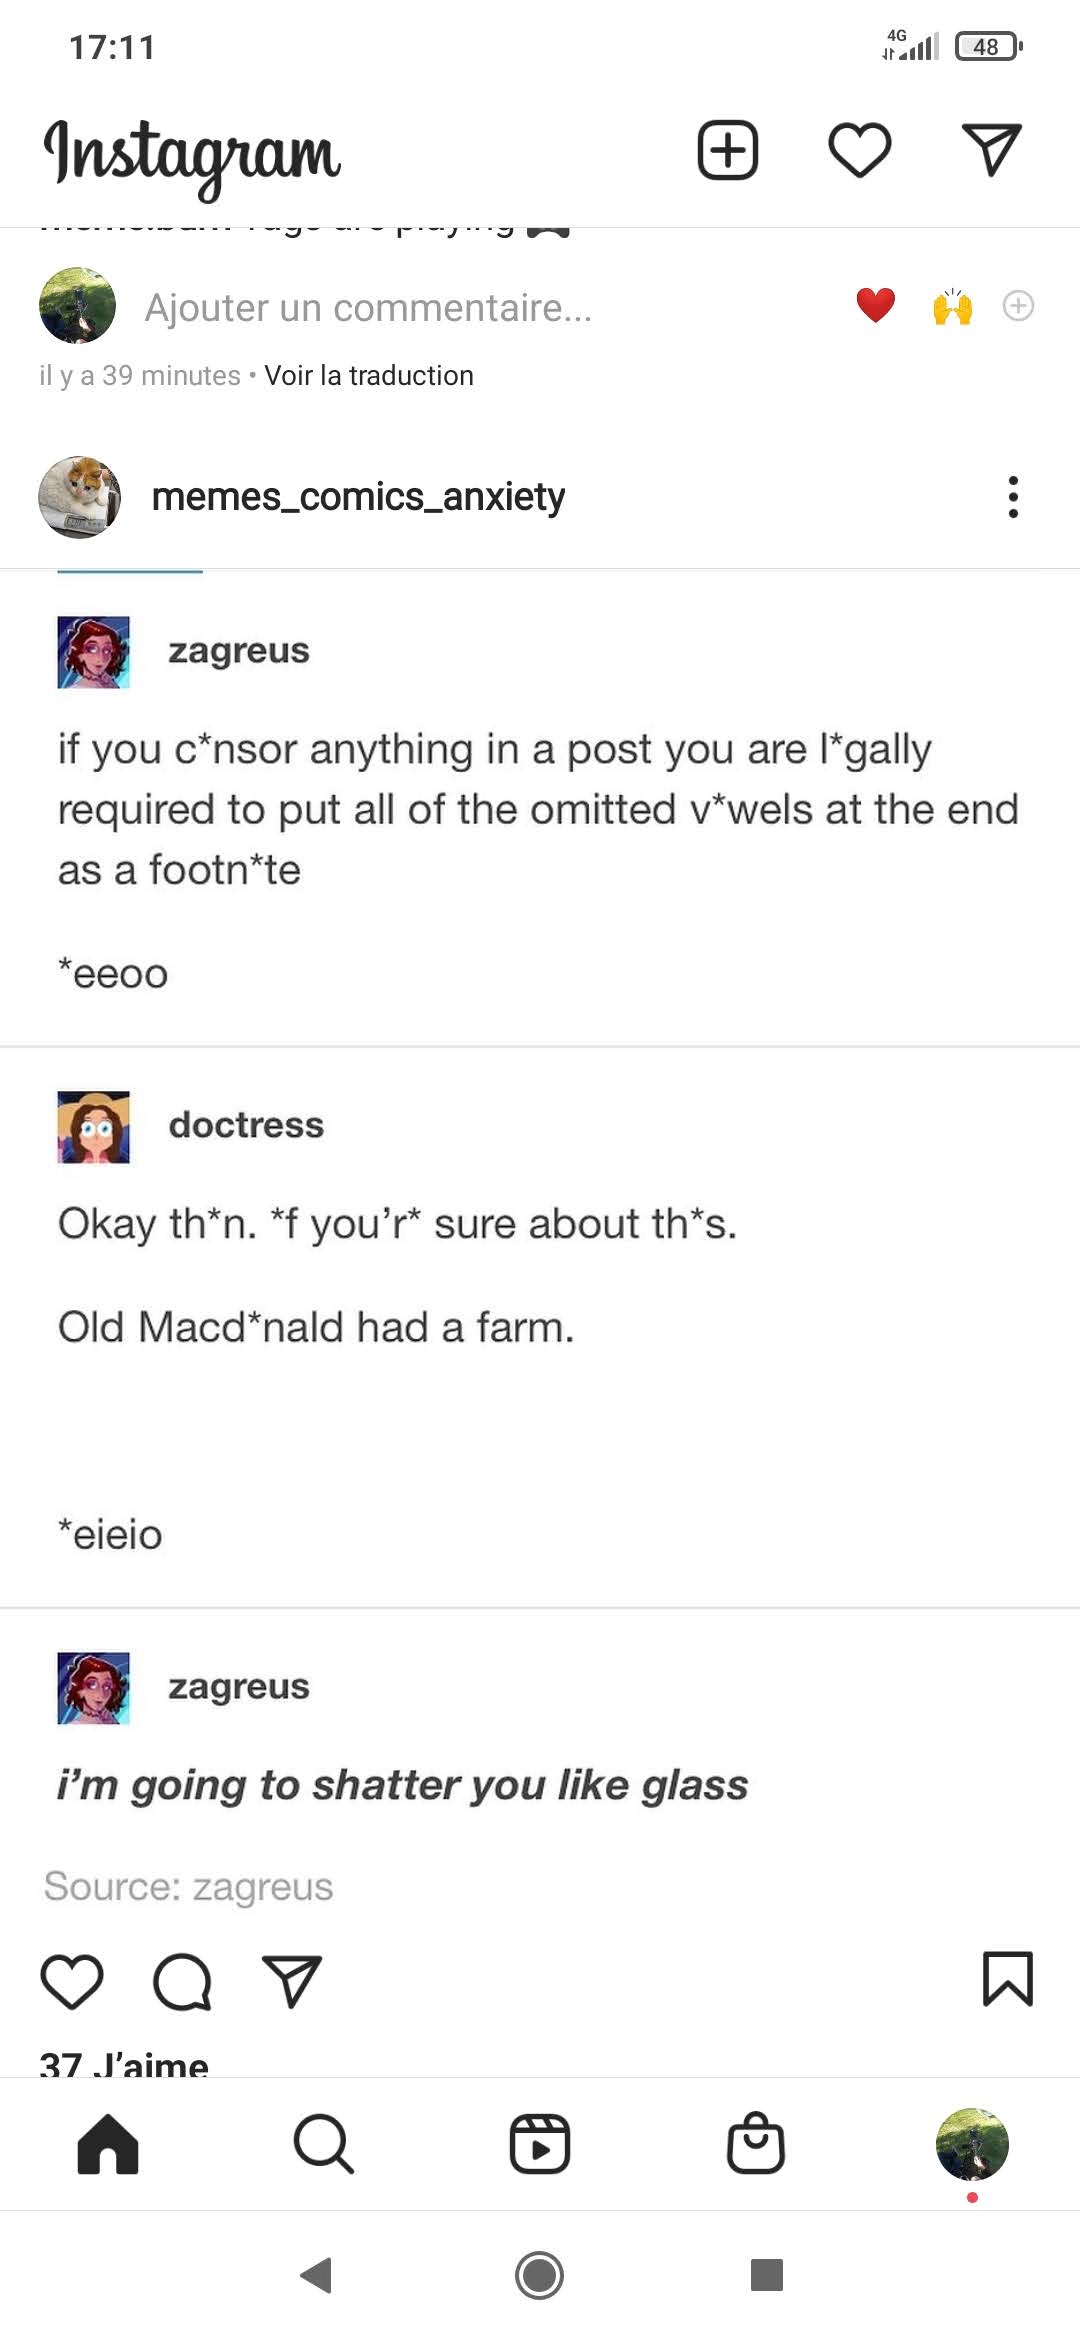 17:11
4G
48
Instagram
Ajouter un commentaire...
il y a 39 minutes • Voir la traduction
memes_comics_anxiety
zagreus
if you c*nsor anything in a post you are l*gally
required to put all of the omitted v*wels at the end
as a footn*te
*eeoo
doctress
Okay th*n. *f you’r* sure about th*s.
Old Macd*nald had a farm.
*eieio
zagreus
i’m going to shatter you like glass
Source: zagreus
37 J’aime